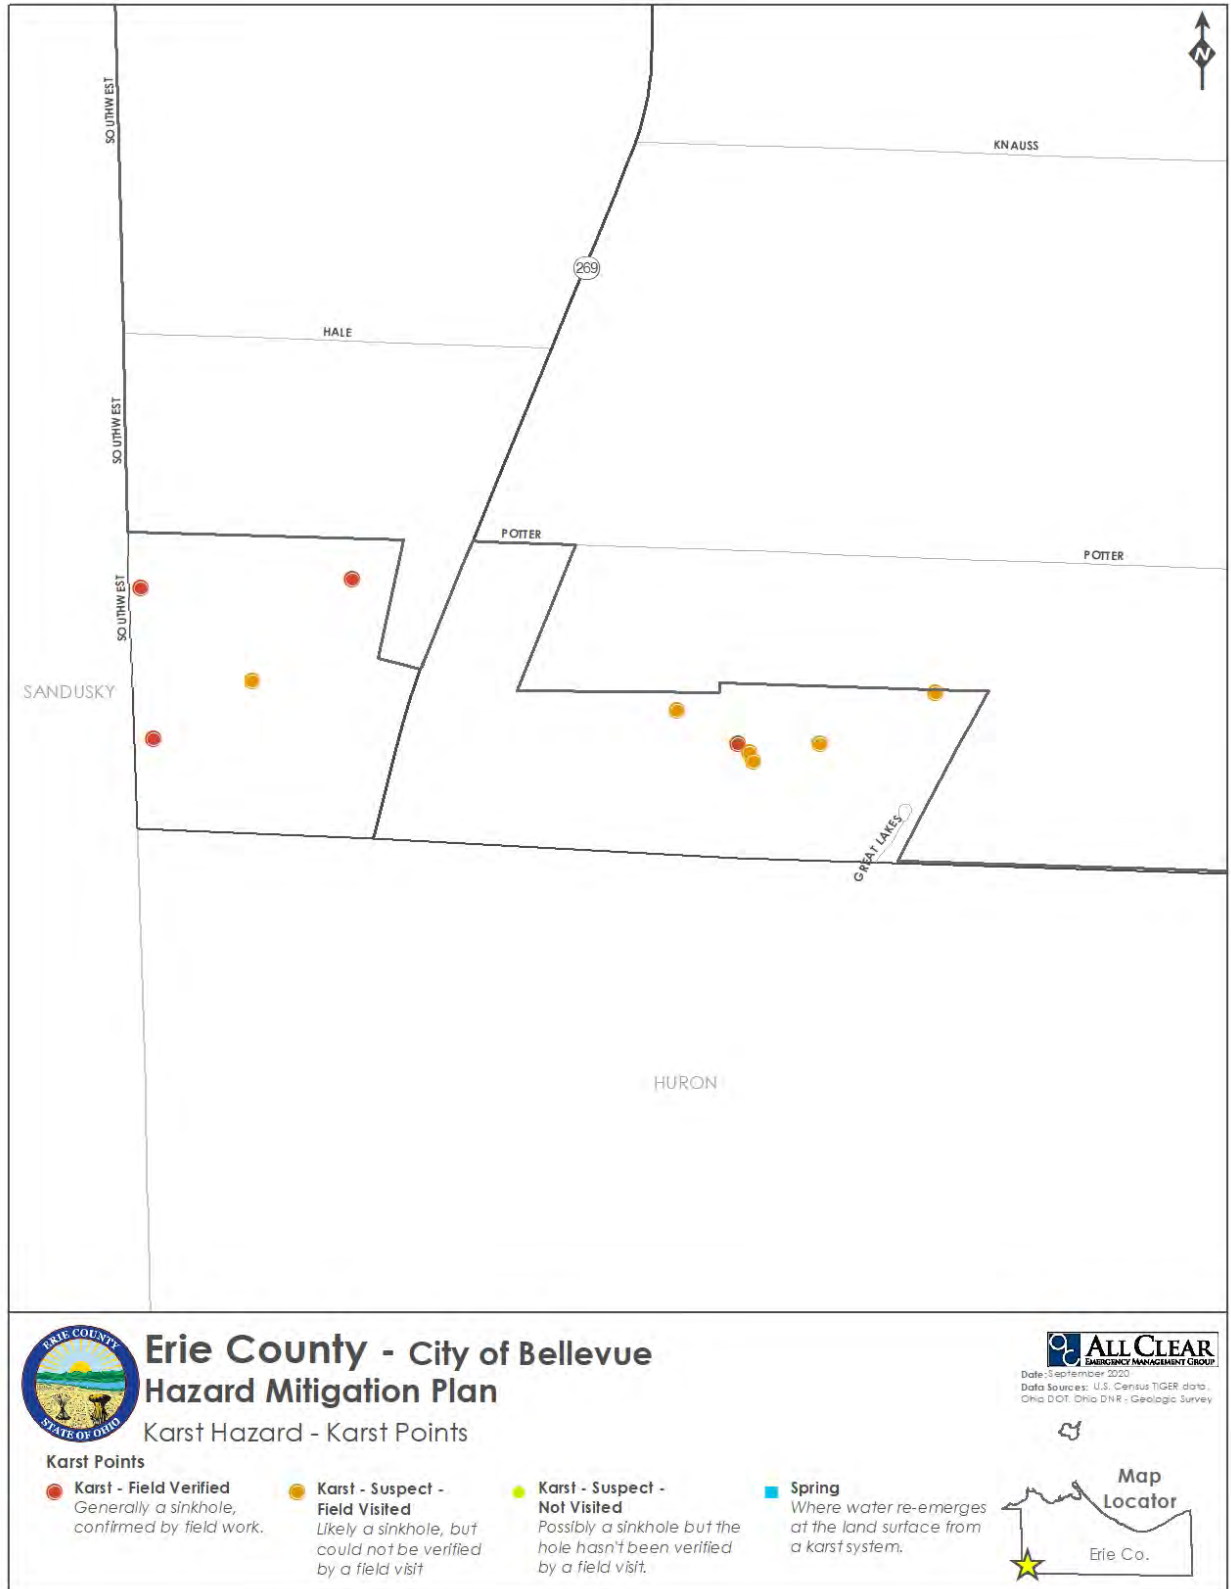 N
SOUTHWEST
KNAUSS
269
HALE
SOUTHWEST
POTTER
POTTER
SOUTHWEST
SANDUSKY
GREAT LAKES
HURON
ERIE COUNTY
STATE OF OHIO
Erie County - City of Bellevue
Hazard Mitigation Plan
Karst Hazard - Karst Points
ALL CLEAR
EMERGENCY MANAGEMENT GROUP
Date: September 2020
Data Sources: U.S. Census TIGER data,
Ohio DOT, Ohio DNR - Geologic Survey
Karst Points
Karst - Field Verified
Generally a sinkhole,
confirmed by field work.
Karst - Suspect -
Field Visited
Likely a sinkhole, but
could not be verified
by a field visit
Karst - Suspect -
Not Visited
Possibly a sinkhole but the
hole hasn't been verified
by a field visit.
Spring
Where water re-emerges
at the land surface from
a karst system.
Map
Locator
Erie Co.